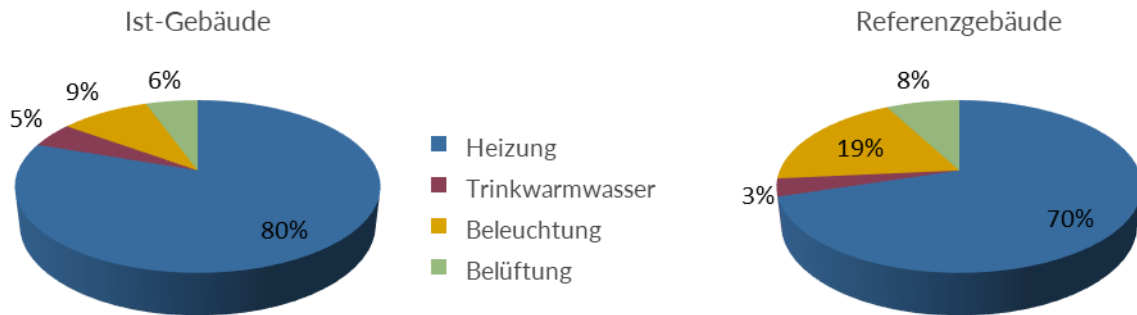 Ist-Gebäude
6%
9%
5%
80%
Heizung
Trinkwarmwasser
Beleuchtung
Belüftung
Referenzgebäude
8%
19%
3%
70%